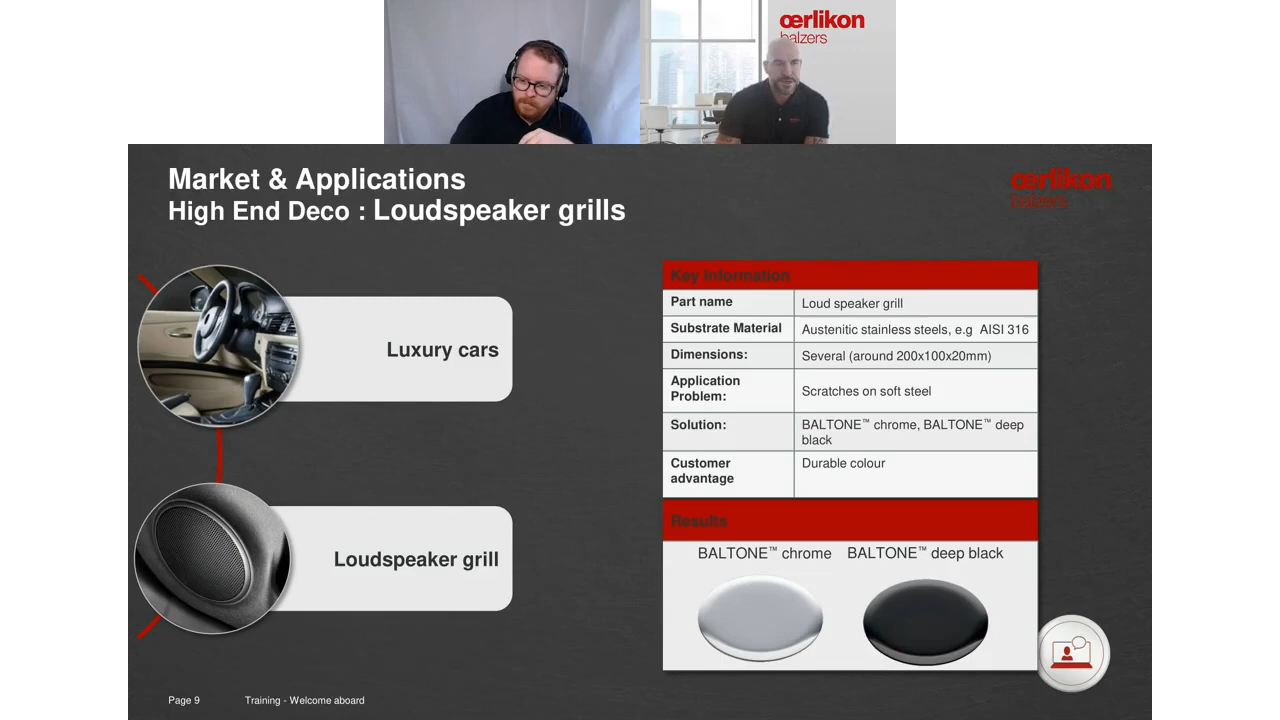 œrlikon
balzers
Market & Applications
High End Deco : Loudspeaker grills
œrlikon
balzers
Luxury cars
Loudspeaker grill
Key Information
Part name
Loud speaker grill
Substrate Material
Austenitic stainless steels, e.g AISI 316
Dimensions:
Several (around 200x100x20mm)
Application
Problem:
Scratches on soft steel
Solution:
BALTONE™ chrome, BALTONE™ deep
black
Customer
advantage
Durable colour
Results
BALTONE™ chrome
BALTONE™ deep black
Page 9
Training - Welcome aboard